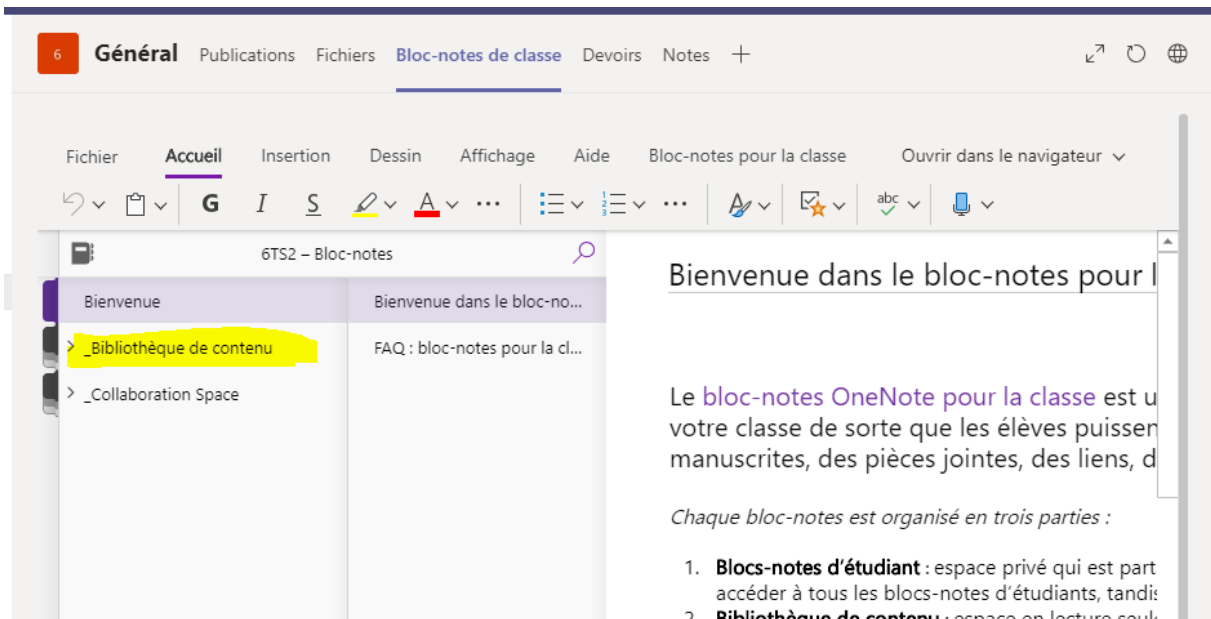 6 Général Publications Fichiers Bloc-notes de classe Devoirs Notes +
Fichier Accueil Insertion Dessin Affichage Aide Bloc-notes pour la classe Ouvrir dans le navigateur
G I S A ... ... A abc
6TS2 – Bloc-notes
Bienvenue
_Bibliothèque de contenu
_Collaboration Space
Bienvenue dans le bloc-no...
FAQ : bloc-notes pour la cl...
Bienvenue dans le bloc-notes pour l
Le bloc-notes OneNote pour la classe est u
votre classe de sorte que les élèves puissen
manuscrites, des pièces jointes, des liens, d
Chaque bloc-notes est organisé en trois parties :
1. Blocs-notes d'étudiant : espace privé qui est part
accéder à tous les blocs-notes d'étudiants, tandis
2. Bibliothèque de contenu : espace en lecture seule